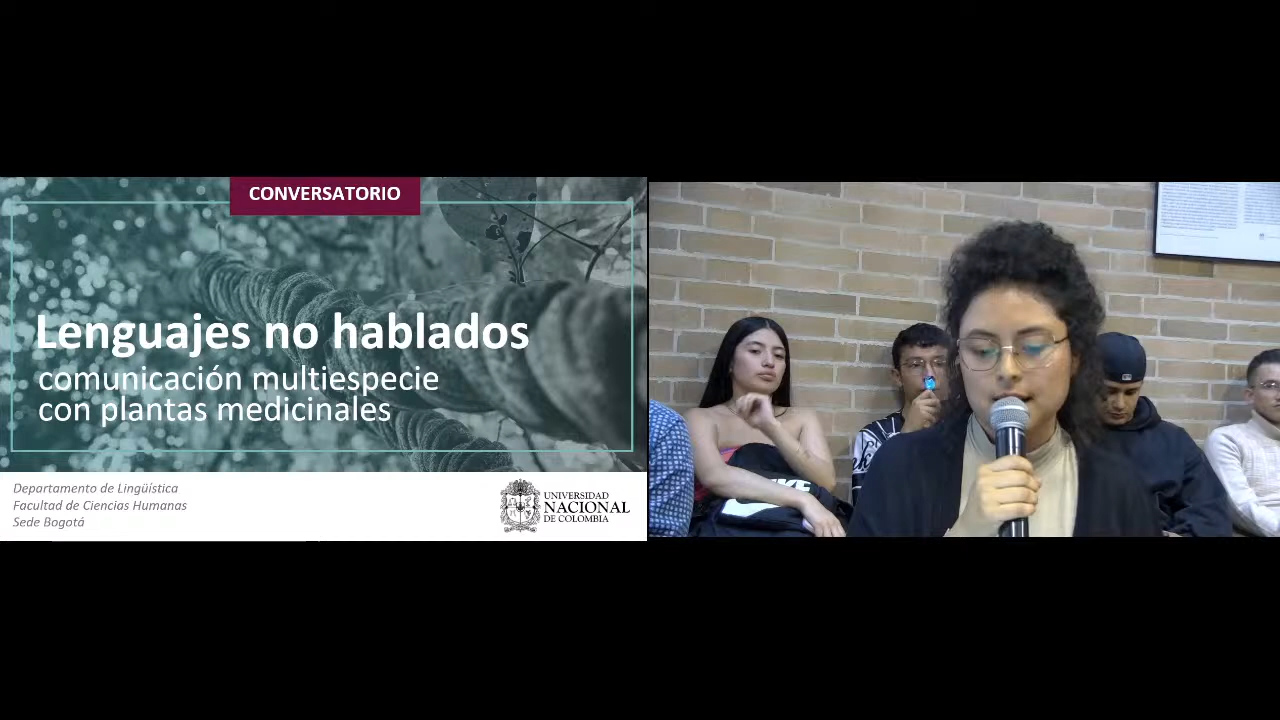 CONVERSATORIO
Lenguajes no hablados
comunicación multiespecie
con plantas medicinales
Departamento de Lingüística
Facultad de Ciencias Humanas
Sede Bogotá
UNIVERSIDAD
NACIONAL
DE COLOMBIA